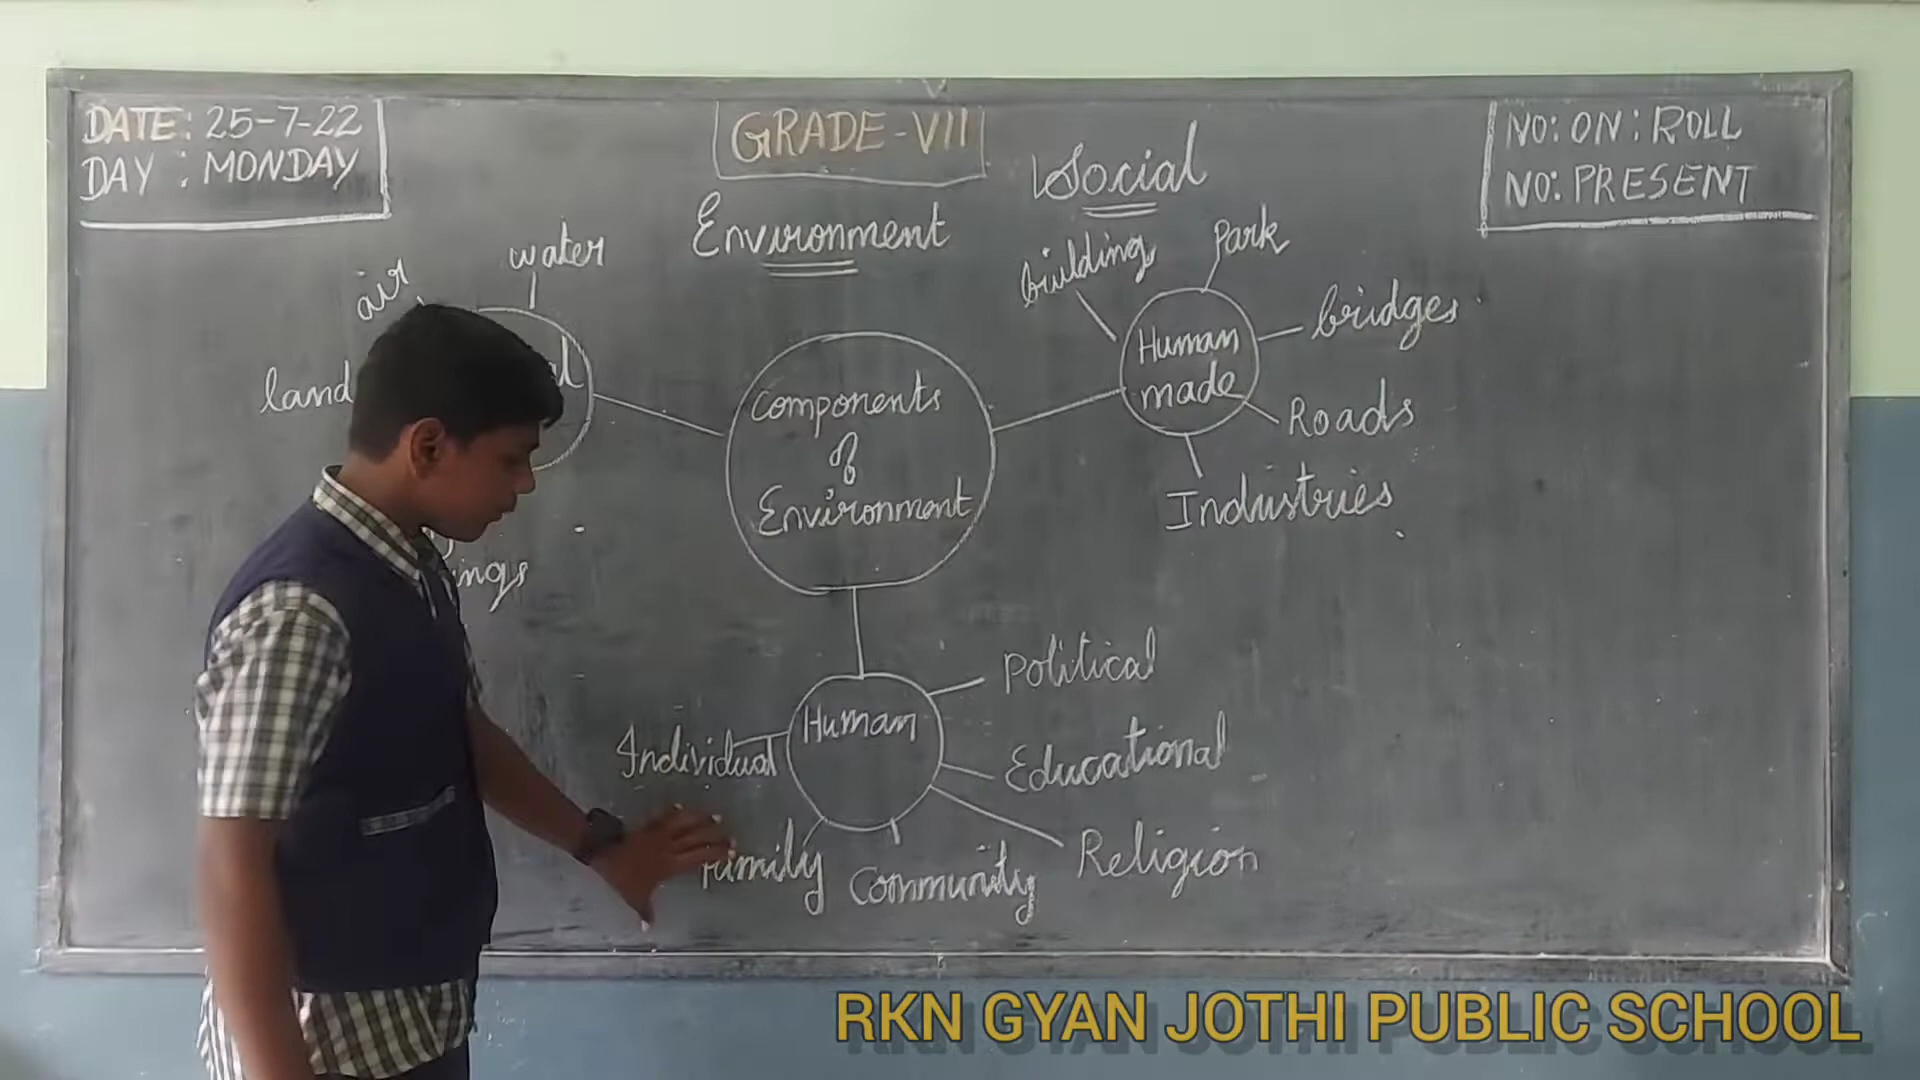 DATE: 25-7-22
DAY : MONDAY
GRADE-VII
Social
NO: ON: ROLL
NO: PRESENT
Environment
air
water
land
building
Park
bridges
Human
made
Roads
Industries
Components
of
Environment
Human
Political
Educational
Religion
Community
Family
Individual
RKN GYAN JOTHI PUBLIC SCHOOL